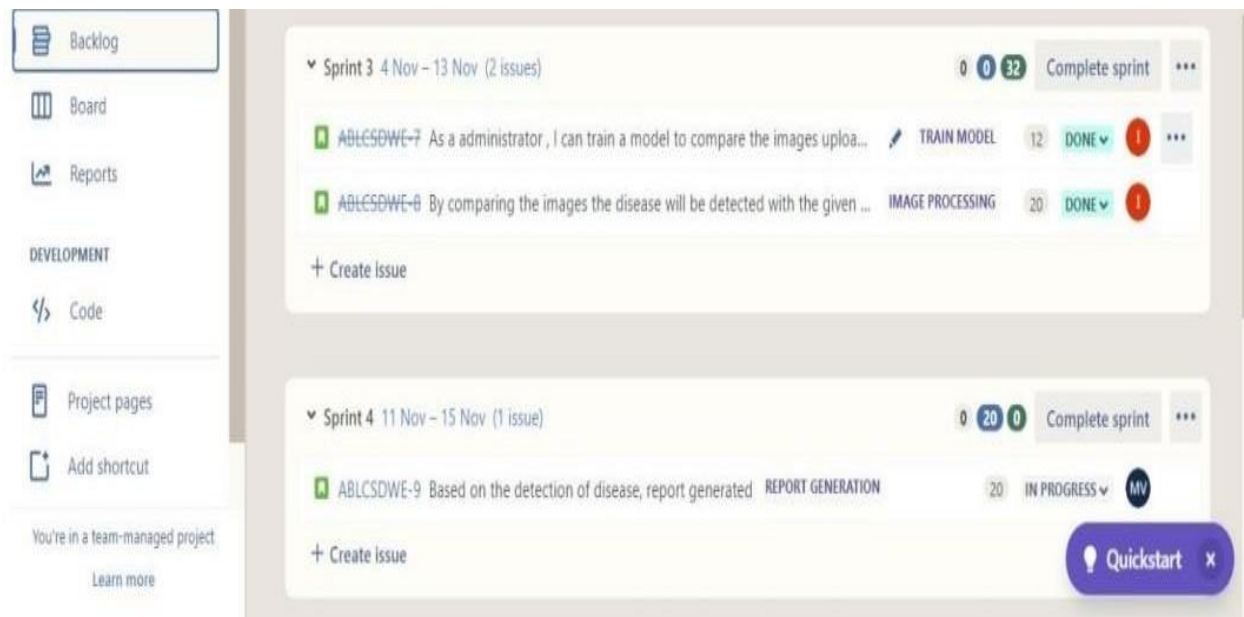 Backlog
Board
Reports
DEVELOPMENT
</> Code
Project pages
Add shortcut
You're in a team-managed project
Learn more
Sprint 3 4 Nov – 13 Nov (2 issues) 0 0 32 Complete sprint •••
ABLCSDWE-7 As a administrator , I can train a model to compare the images uploa... TRAIN MODEL 12 DONE I •••
ABLCSDWE-8 By comparing the images the disease will be detected with the given ... IMAGE PROCESSING 20 DONE I
+ Create issue
Sprint 4 11 Nov – 15 Nov (1 issue) 0 20 0 Complete sprint •••
ABLCSDWE-9 Based on the detection of disease, report generated REPORT GENERATION 20 IN PROGRESS MV
+ Create issue
Quickstart x